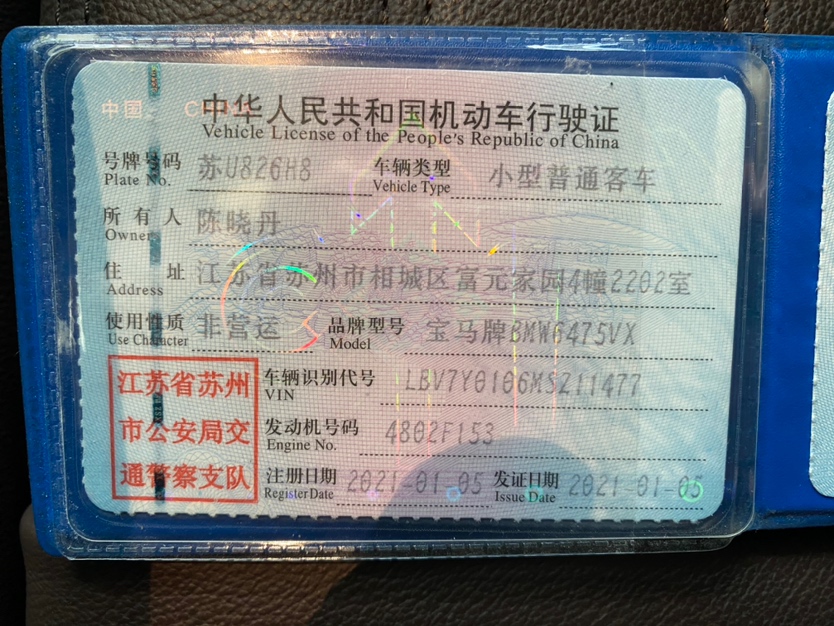 中国 CHINA
中华人民共和国机动车行驶证
Vehicle License of the People's Republic of China
号牌号码 苏U826H8 车辆类型 小型普通客车
Plate No. Vehicle Type
所有人 陈晓丹
Owner
住址 江苏省苏州市相城区富元家园4幢2202室
Address
使用性质 非营运 品牌型号 宝马牌BMW6475VX
Use Character Model
江苏省苏州
市公安局交
通警察支队
车辆识别代号 LBV7Y0106MSZ11477
VIN
发动机号码 4802F153
Engine No.
注册日期 2021-01-05 发证日期 2021-01-05
Register Date Issue Date